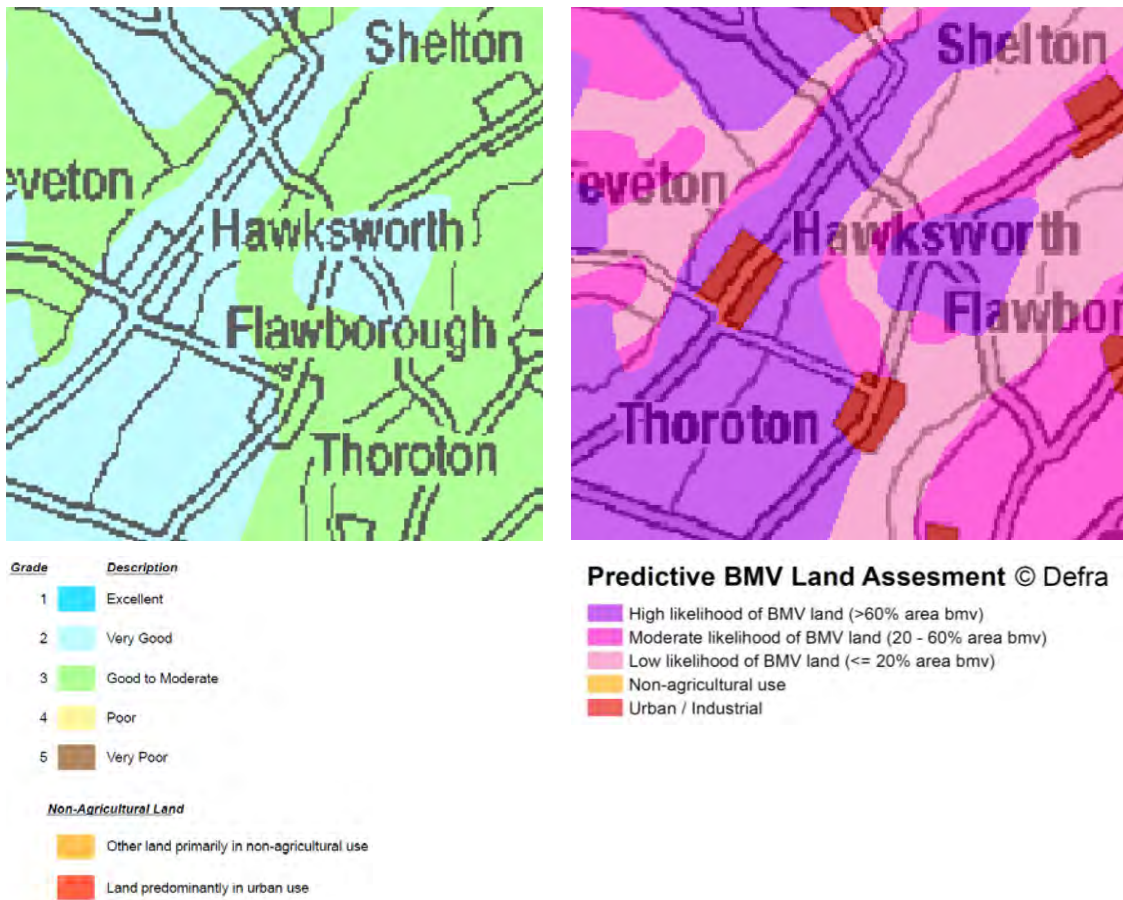 Shelton
eveton
Hawksworth
Flawborough
Thoroton
Shelton
eveton
Hawksworth
Flawbor
Thoroton
Grade Description
1 Excellent
2 Very Good
3 Good to Moderate
4 Poor
5 Very Poor
Non-Agricultural Land
Other land primarily in non-agricultural use
Land predominantly in urban use
Predictive BMV Land Assesment © Defra
High likelihood of BMV land (>60% area bmv)
Moderate likelihood of BMV land (20 - 60% area bmv)
Low likelihood of BMV land (<= 20% area bmv)
Non-agricultural use
Urban / Industrial